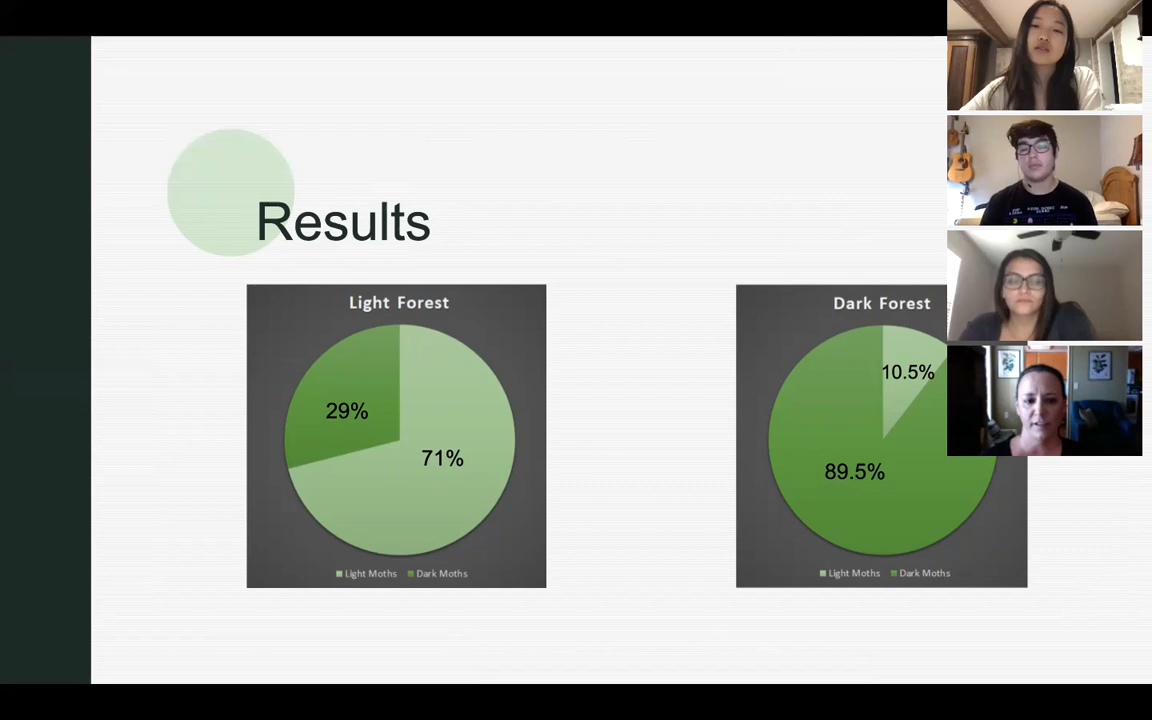 Results
Light Forest
29%
71%
Light Moths Dark Moths
Dark Forest
10.5%
89.5%
Light Moths Dark Moths